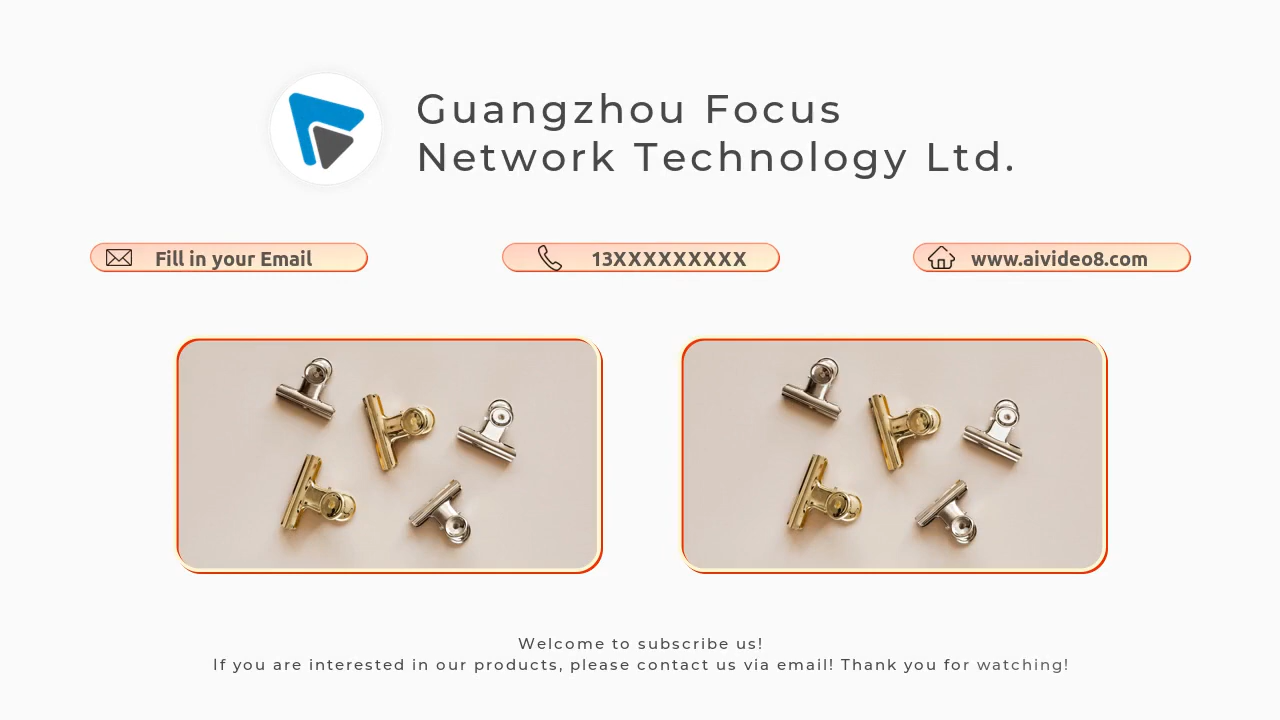 Guangzhou Focus
Network Technology Ltd.
Fill in your Email
13XXXXXXXXX
www.aivideo8.com
Welcome to subscribe us!
If you are interested in our products, please contact us via email! Thank you for watching!